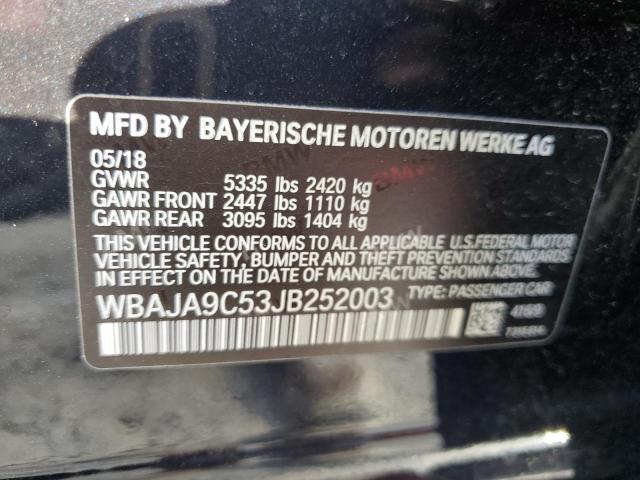 MFD BY BAYERISCHE MOTOREN WERKE AG
05/18
GVWR 5335 lbs 2420 kg
GAWR FRONT 2447 lbs 1110 kg
GAWR REAR 3095 lbs 1404 kg
THIS VEHICLE CONFORMS TO ALL APPLICABLE U.S.FEDERAL MOTOR
VEHICLE SAFETY, BUMPER AND THEFT PREVENTION STANDARDS
IN EFFECT ON THE DATE OF MANUFACTURE SHOWN ABOVE.
WBAJA9C53JB252003 TYPE: PASSENGER CAR